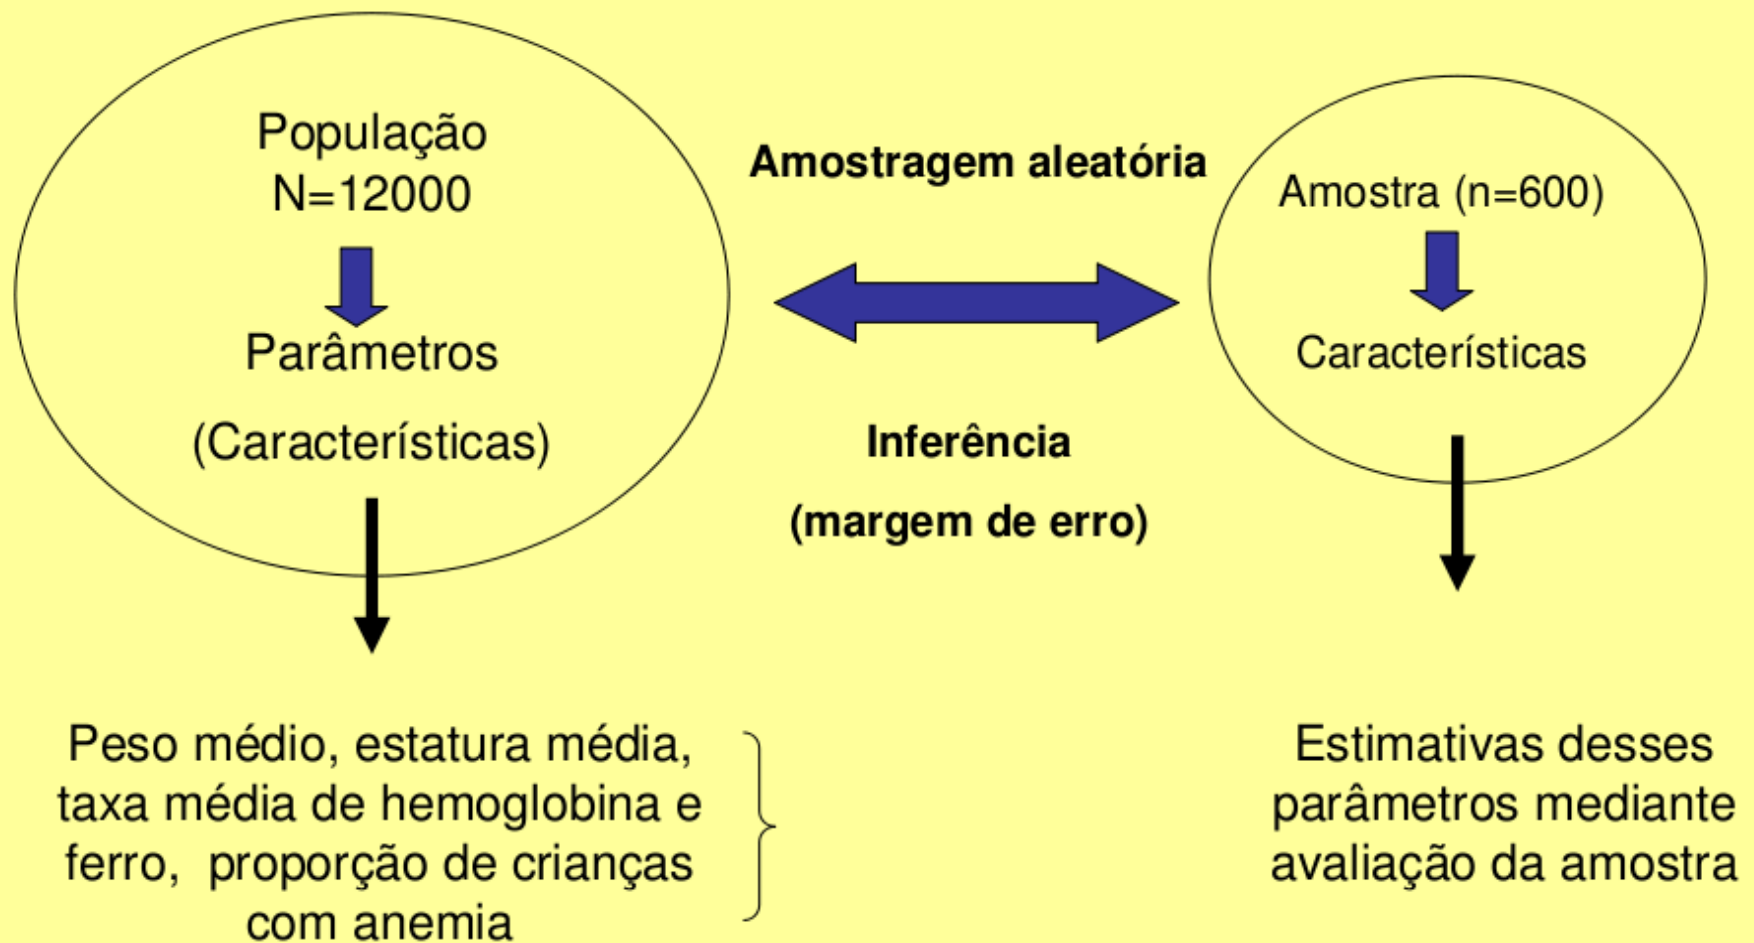 População
N=12000
Parâmetros
(Características)
Amostragem aleatória
Inferência
(margem de erro)
Amostra (n=600)
Características
Peso médio, estatura média,
taxa média de hemoglobina e
ferro, proporção de crianças
com anemia
Estimativas desses
parâmetros mediante
avaliação da amostra